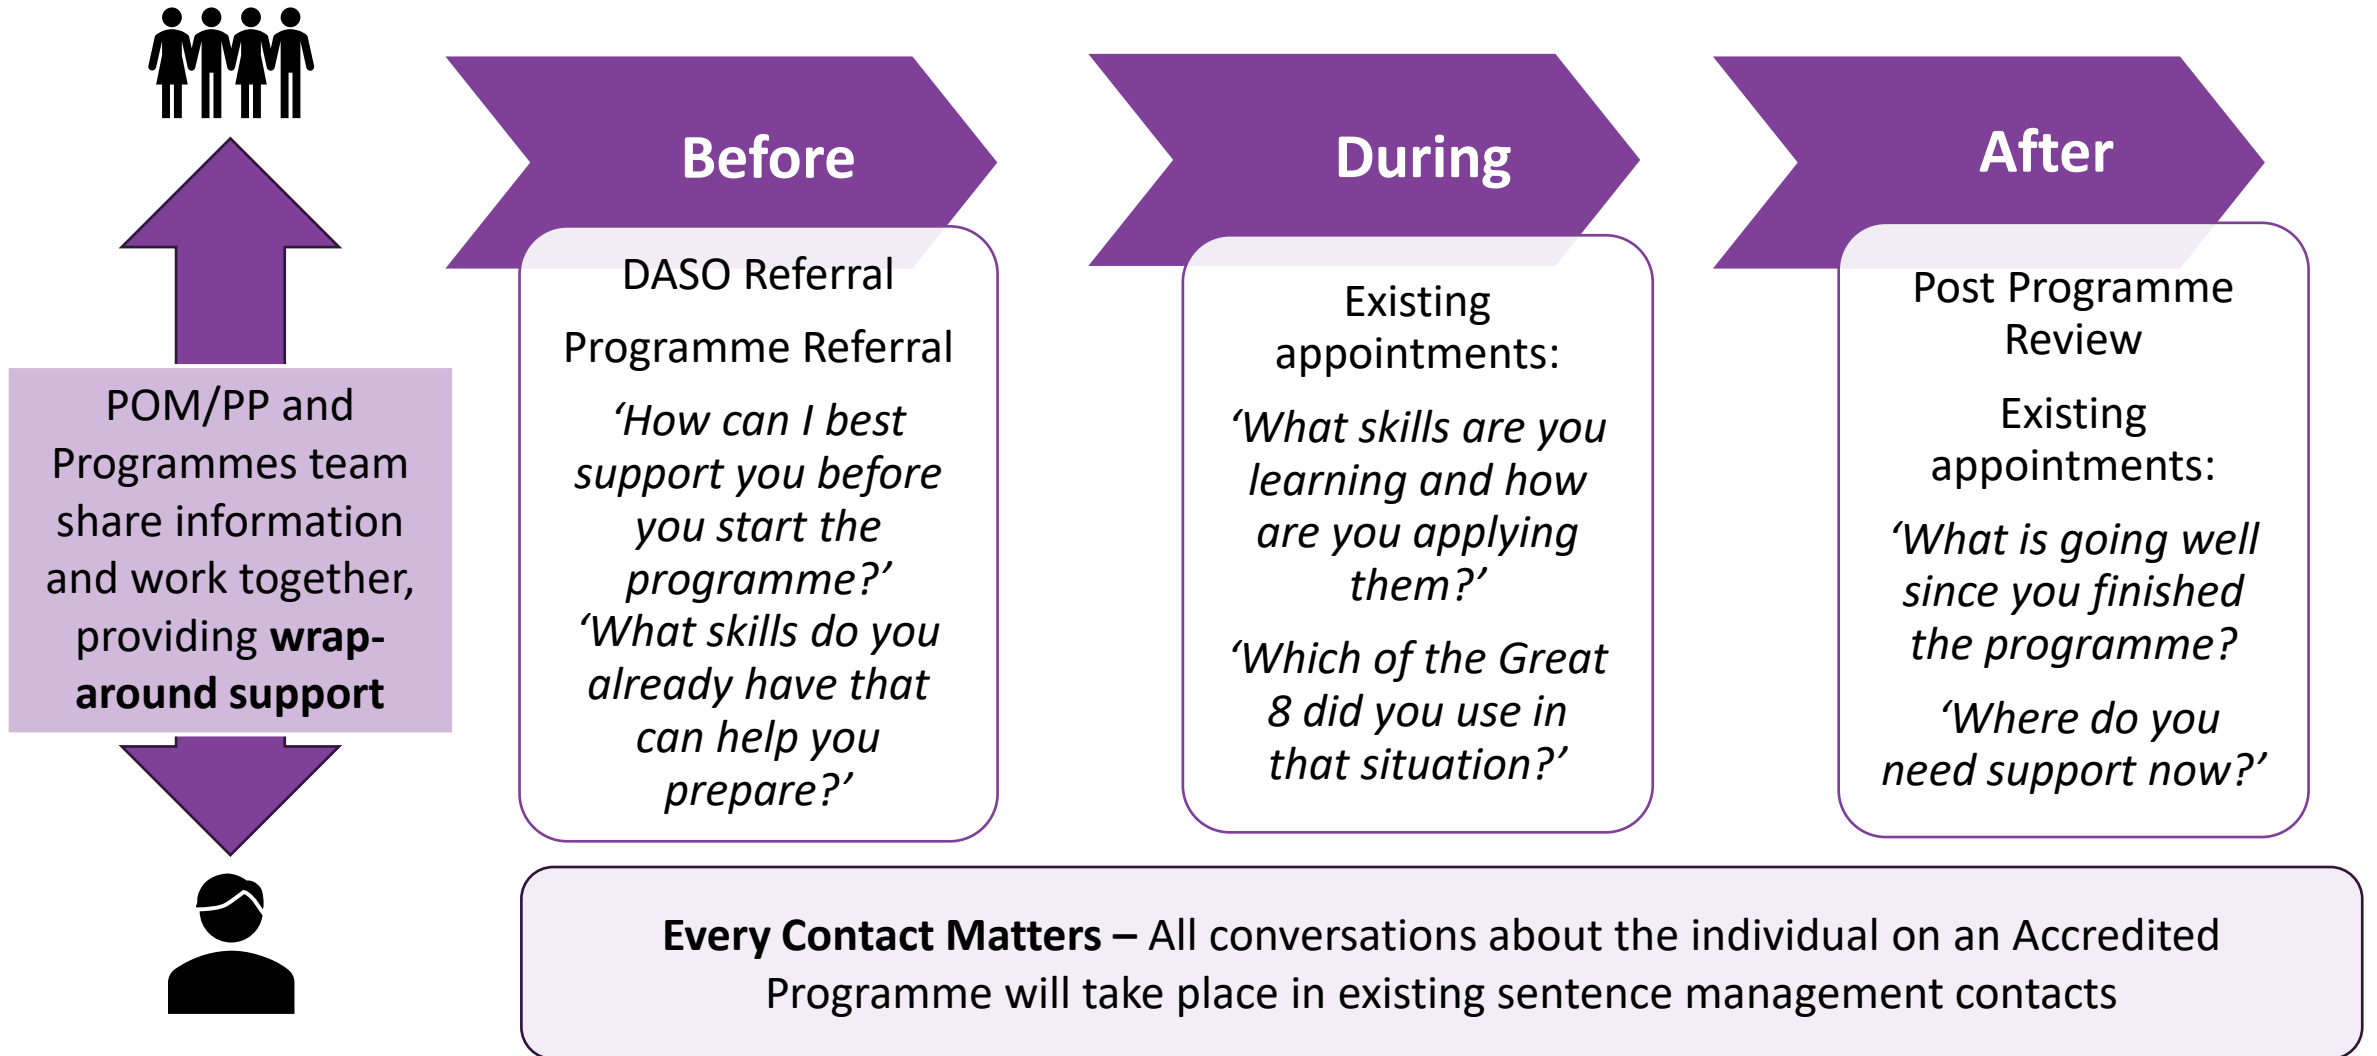 POM/PP and
Programmes team
share information
and work together,
providing wrap-
around support
Before
DASO Referral
Programme Referral
‘How can I best
support you before
you start the
programme?’
‘What skills do you
already have that
can help you
prepare?’
During
Existing
appointments:
‘What skills are you
learning and how
are you applying
them?’
‘Which of the Great
8 did you use in
that situation?’
After
Post Programme
Review
Existing
appointments:
‘What is going well
since you finished
the programme?
‘Where do you
need support now?’
Every Contact Matters – All conversations about the individual on an Accredited
Programme will take place in existing sentence management contacts